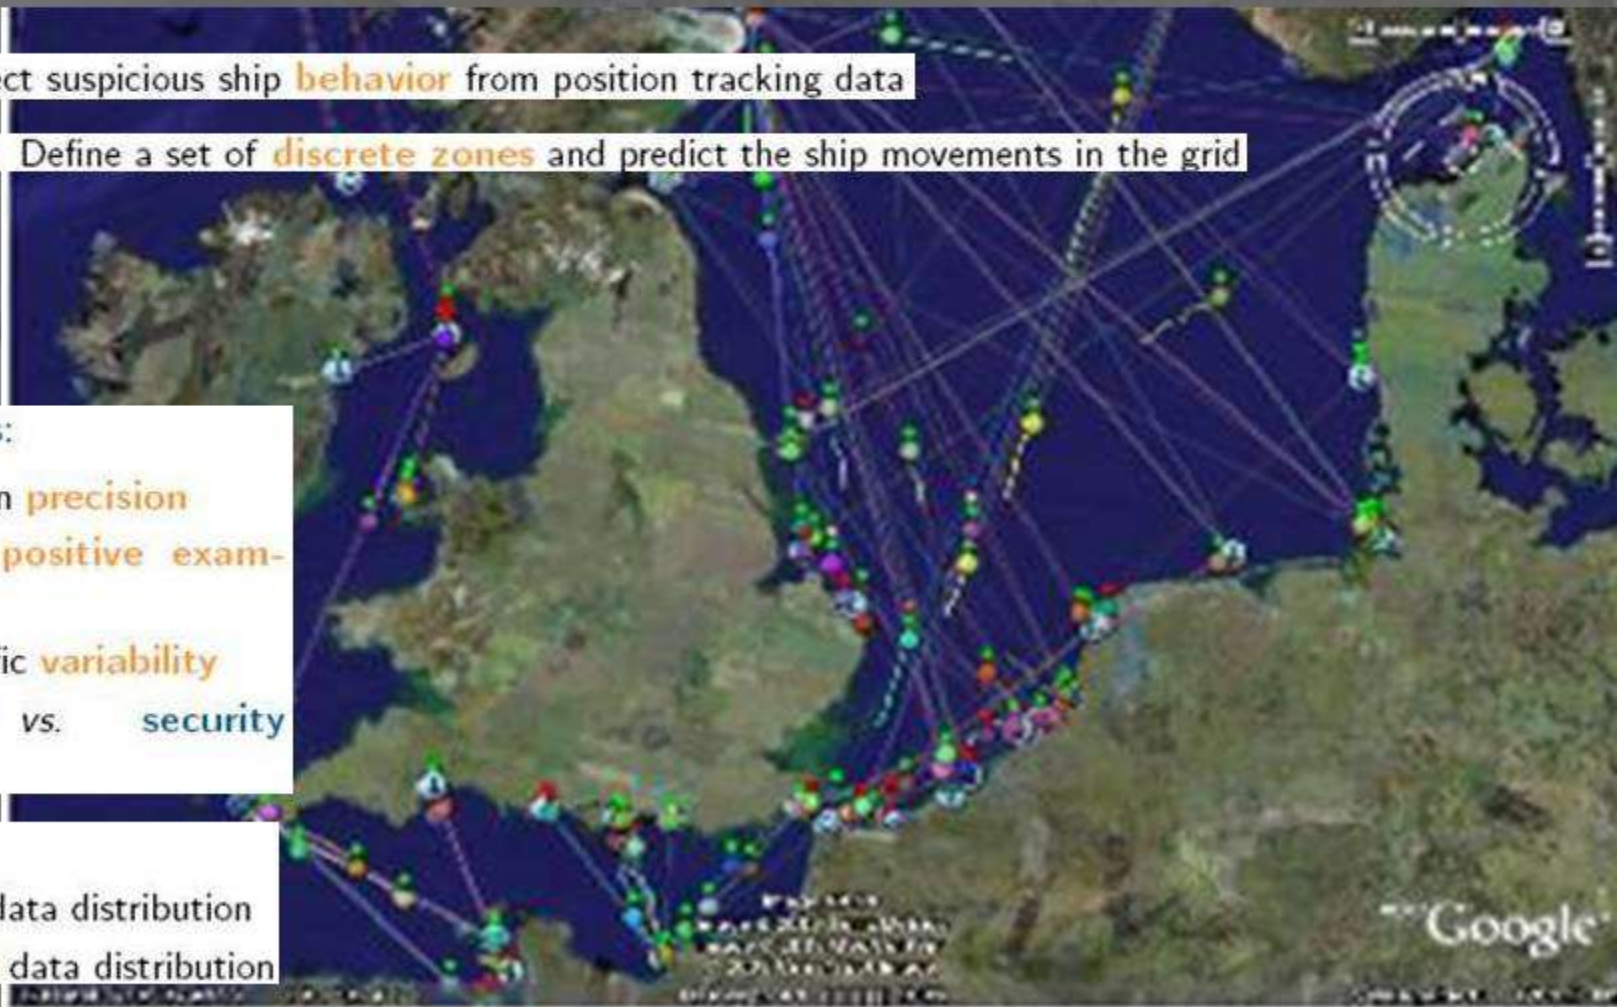 ect suspicious ship behavior from position tracking data
Define a set of discrete zones and predict the ship movements in the grid
s:
n precision
positive exam-
ic variability
vs. security
data distribution
data distribution
Google